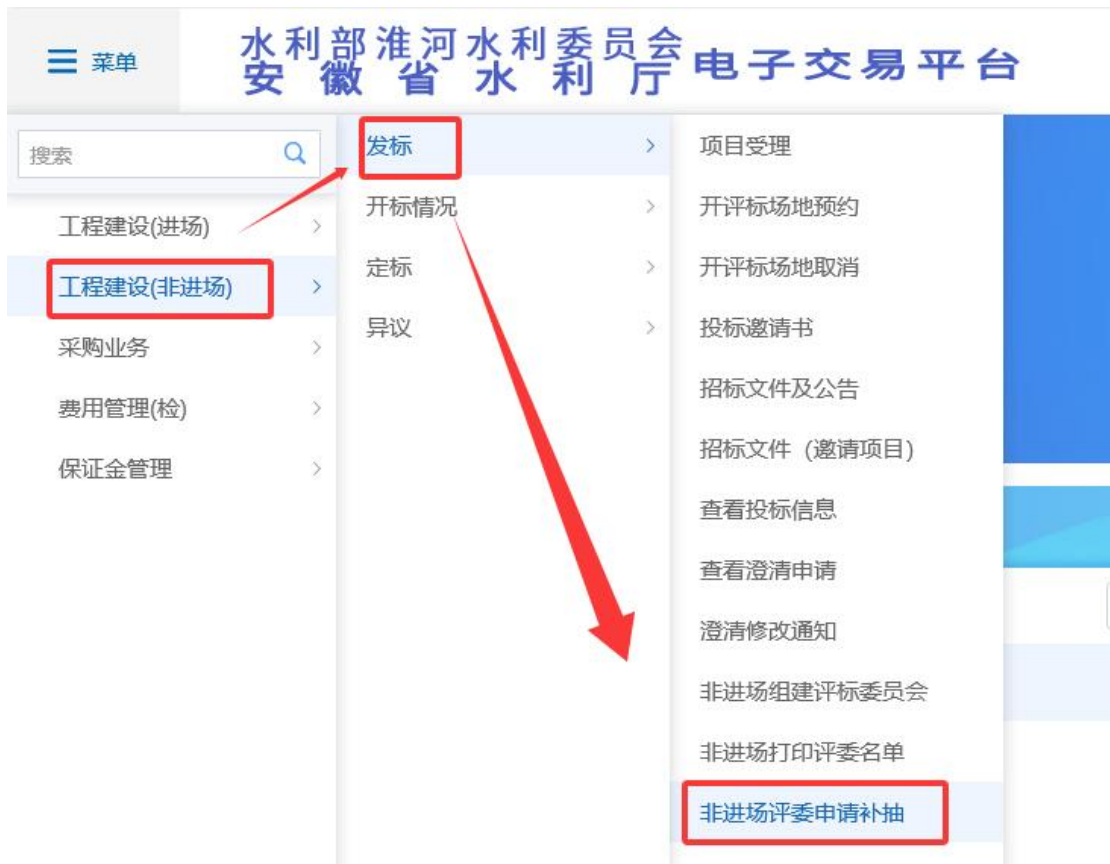 菜单
水利部淮河水利委员会
安徽省水利厅
电子交易平台
搜索
工程建设(进场)
工程建设(非进场)
采购业务
费用管理(检)
保证金管理
发标
开标情况
定标
异议
项目受理
开评标场地预约
开评标场地取消
投标邀请书
招标文件及公告
招标文件（邀请项目）
查看投标信息
查看澄清申请
澄清修改通知
非进场组建评标委员会
非进场打印评委名单
非进场评委申请补抽